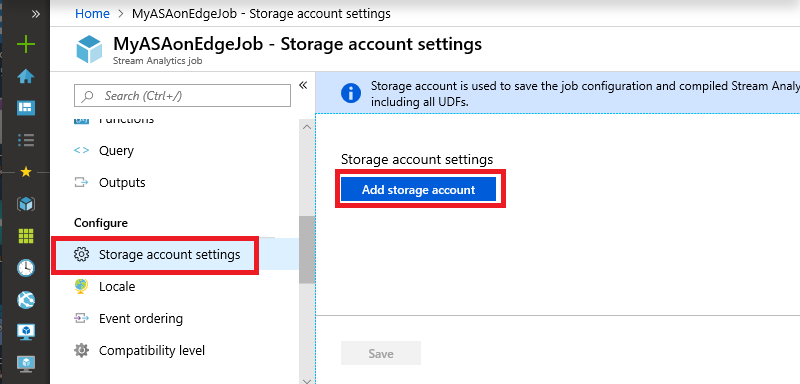 »
Home > MyASAonEdgeJob - Storage account settings
MyASAonEdgeJob - Storage account settings
Stream Analytics job
Search (Ctrl+/)
«
Functions
<> Query
Outputs
Configure
Storage account settings
Locale
Event ordering
Compatibility level
Storage account is used to save the job configuration and compiled Stream Analy
including all UDFs.
Storage account settings
Add storage account
Save